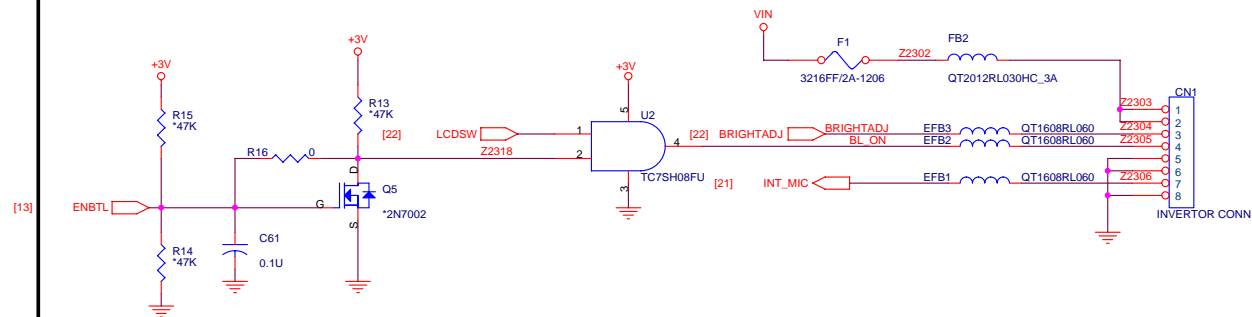 VIN
F1
FB2
Z2302
3216FF/2A-1206
QT2012RL030HC_3A
+3V
+3V
+3V
CN1
R15
*47K
R13
*47K
[22]
LCDSW
1
2
5
U2
4
3
TC7SH08FU
[22]
BRIGHTADJ
BRIGHTADJ
BL_ON
EFB3
QT1608RL060
EFB2
QT1608RL060
Z2303
Z2304
Z2305
Z2306
1
2
3
4
5
6
7
8
R16
0
Z2318
D
Q5
G
S
*2N7002
[21]
INT_MIC
EFB1
QT1608RL060
INVERTOR CONN
[13]
ENBTL
R14
*47K
C61
0.1U